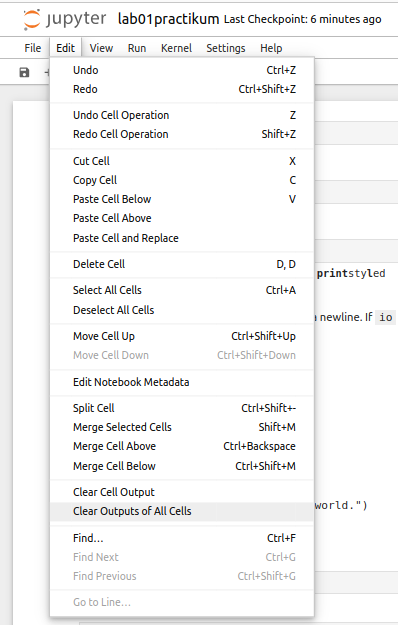 jupyter lab01practikum Last Checkpoint: 6 minutes ago
File Edit View Run Kernel Settings Help
Undo Ctrl+Z
Redo Ctrl+Shift+Z
Undo Cell Operation Z
Redo Cell Operation Shift+Z
Cut Cell X
Copy Cell C
Paste Cell Below V
Paste Cell Above
Paste Cell and Replace
Delete Cell D, D
printstyled
Select All Cells Ctrl+A
Deselect All Cells
newline. If io
Move Cell Up Ctrl+Shift+Up
Move Cell Down Ctrl+Shift+Down
Edit Notebook Metadata
Split Cell Ctrl+Shift+-
Merge Selected Cells Shift+M
Merge Cell Above Ctrl+Backspace
Merge Cell Below Ctrl+Shift+M
Clear Cell Output
world.")
Clear Outputs of All Cells
Find… Ctrl+F
Find Next Ctrl+G
Find Previous Ctrl+Shift+G
Go to Line…